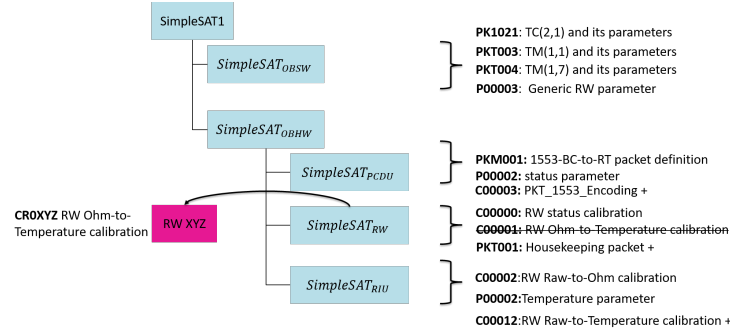 SimpleSAT1
PK1021: TC(2,1) and its parameters
PKT003: TM(1,1) and its parameters
SimpleSAT_OBSW
PKT004: TM(1,7) and its parameters
P00003: Generic RW parameter
SimpleSAT_OBHW
PKM001: 1553-BC-to-RT packet definition
SimpleSAT_PCDU
P00002: status parameter
C00003: PKT_1553_Encoding +
CR0XYZ RW Ohm-to-
Temperature calibration
RW XYZ
SimpleSAT_RW
C00000: RW status calibration
C00001: RW Ohm-to-Temperature calibration
PKT001: Housekeeping packet +
SimpleSAT_RIU
C00002:RW Raw-to-Ohm calibration
P00002:Temperature parameter
C00012:RW Raw-to-Temperature calibration +